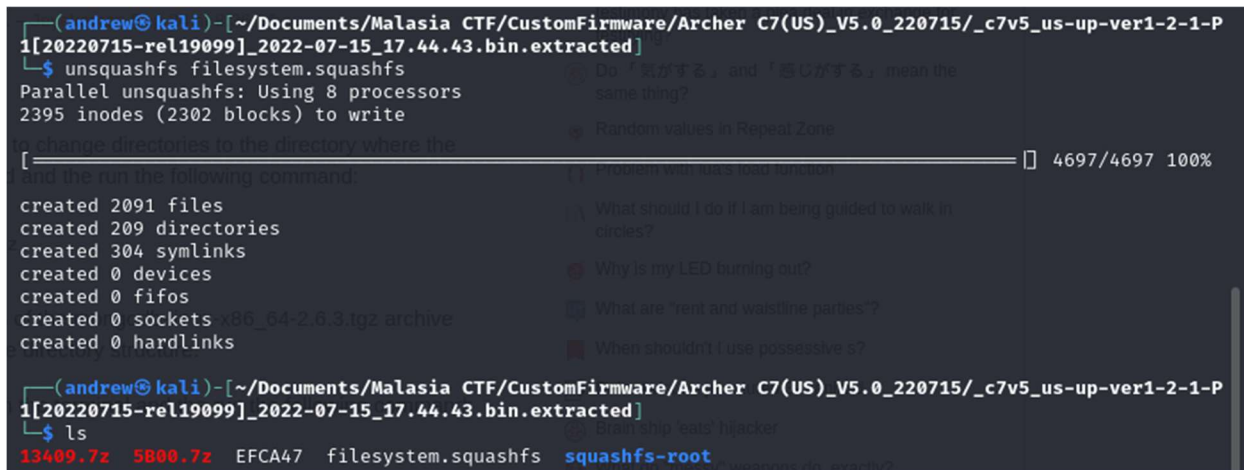 (andrew㉿kali)-[~/Documents/Malasia CTF/CustomFirmware/Archer C7(US)_V5.0_220715/_c7v5_us-up-ver1-2-1-P
1[20220715-rel19099]_2022-07-15_17.44.43.bin.extracted]
$ unsquashfs filesystem.squashfs
Do「気がする」and「感じがする」mean the
same thing?
Parallel unsquashfs: Using 8 processors
2395 inodes (2302 blocks) to write
Random values in Repeat Zone
to change directories to the directory where the
[=====================================================================================|] 4697/4697 100%
and the run the following command:
Problem with lua's load function
created 2091 files
What should I do if I am being guided to walk in
circles?
created 209 directories
created 304 symlinks
created 0 devices
Why is my LED burning out?
created 0 fifos
What are "rent and waistline parties"?
created 0 sockets
-x86_64-2.6.3.tgz archive
created 0 hardlinks
directory structure.
When shouldn't I use possessive s?
(andrew㉿kali)-[~/Documents/Malasia CTF/CustomFirmware/Archer C7(US)_V5.0_220715/_c7v5_us-up-ver1-2-1-P
1[20220715-rel19099]_2022-07-15_17.44.43.bin.extracted]
$ ls
Brain ship 'eats' hijacker
13409.7z 5B00.7z EFCA47 filesystem.squashfs squashfs-root
weapons do, exactly?